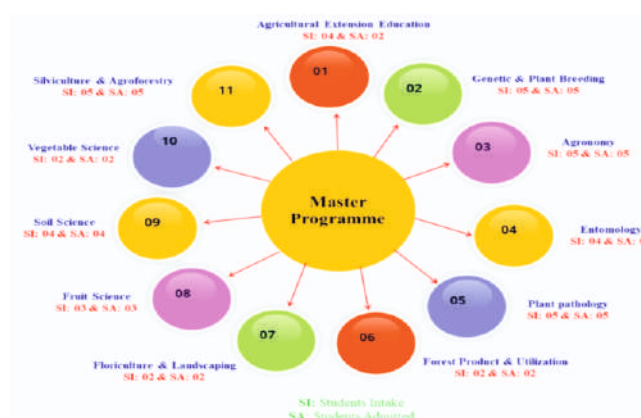 Agricultural Extension Education
SI: 04 & SA: 02
01
Genetic & Plant Breeding
SI: 05 & SA: 05
02
Agronomy
SI: 05 & SA: 05
03
Entomology
SI: 04 & SA:
04
Plant pathology
SI: 05 & SA: 05
05
Forest Product & Utilization
SI: 02 & SA: 02
06
Floriculture & Landscaping
SI: 02 & SA: 02
07
Fruit Science
SI: 03 & SA: 03
08
Soil Science
SI: 04 & SA: 04
09
Vegetable Science
SI: 02 & SA: 02
10
Silviculture & Agroforestry
SI: 05 & SA: 05
11
Master
Programme
SI: Students Intake
SA: Students Admitted